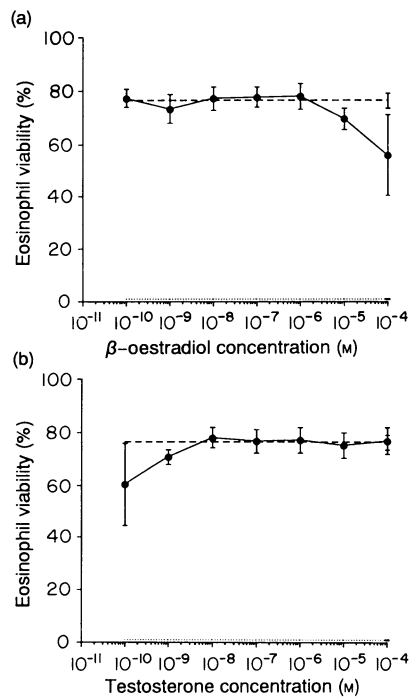 (a)
100
80
60
40
20
0
Eosinophil viability (%)
10⁻¹¹ 10⁻¹⁰ 10⁻⁹ 10⁻⁸ 10⁻⁷ 10⁻⁶ 10⁻⁵ 10⁻⁴
β–oestradiol concentration (M)
(b)
100
80
60
40
20
0
Eosinophil viability (%)
10⁻¹¹ 10⁻¹⁰ 10⁻⁹ 10⁻⁸ 10⁻⁷ 10⁻⁶ 10⁻⁵ 10⁻⁴
Testosterone concentration (M)